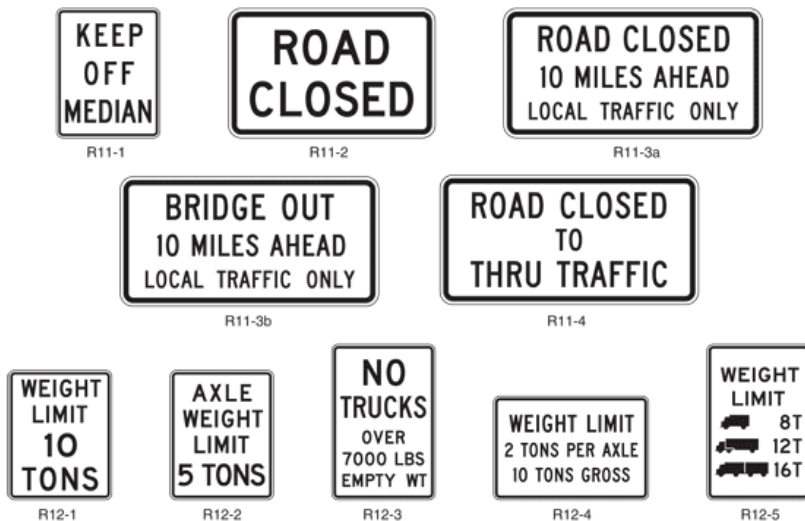 KEEP
OFF
MEDIAN
R11-1
ROAD
CLOSED
R11-2
ROAD CLOSED
10 MILES AHEAD
LOCAL TRAFFIC ONLY
R11-3a
BRIDGE OUT
10 MILES AHEAD
LOCAL TRAFFIC ONLY
R11-3b
ROAD CLOSED
TO
THRU TRAFFIC
R11-4
WEIGHT
LIMIT
10
TONS
R12-1
AXLE
WEIGHT
LIMIT
5 TONS
R12-2
NO
TRUCKS
OVER
7000 LBS
EMPTY WT
R12-3
WEIGHT LIMIT
2 TONS PER AXLE
10 TONS GROSS
R12-4
WEIGHT
LIMIT
8T
12T
16T
R12-5